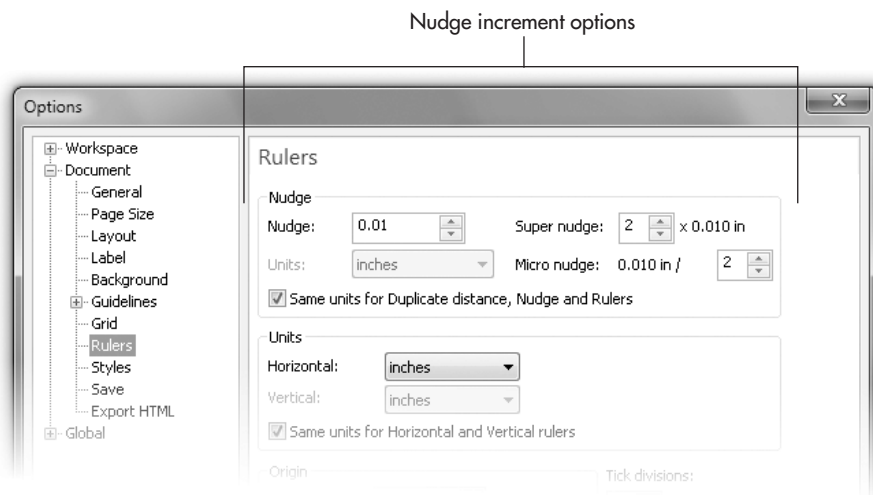 Nudge increment options
Options
x
Workspace
Document
General
Page Size
Layout
Label
Background
Guidelines
Grid
Rulers
Styles
Save
Export HTML
Global
Rulers
Nudge
Nudge: 0.01 Super nudge: 2 x 0.010 in
Units: inches Micro nudge: 0.010 in / 2
Same units for Duplicate distance, Nudge and Rulers
Units
Horizontal: inches
Vertical: inches
Same units for Horizontal and Vertical rulers
Origin Tick divisions: